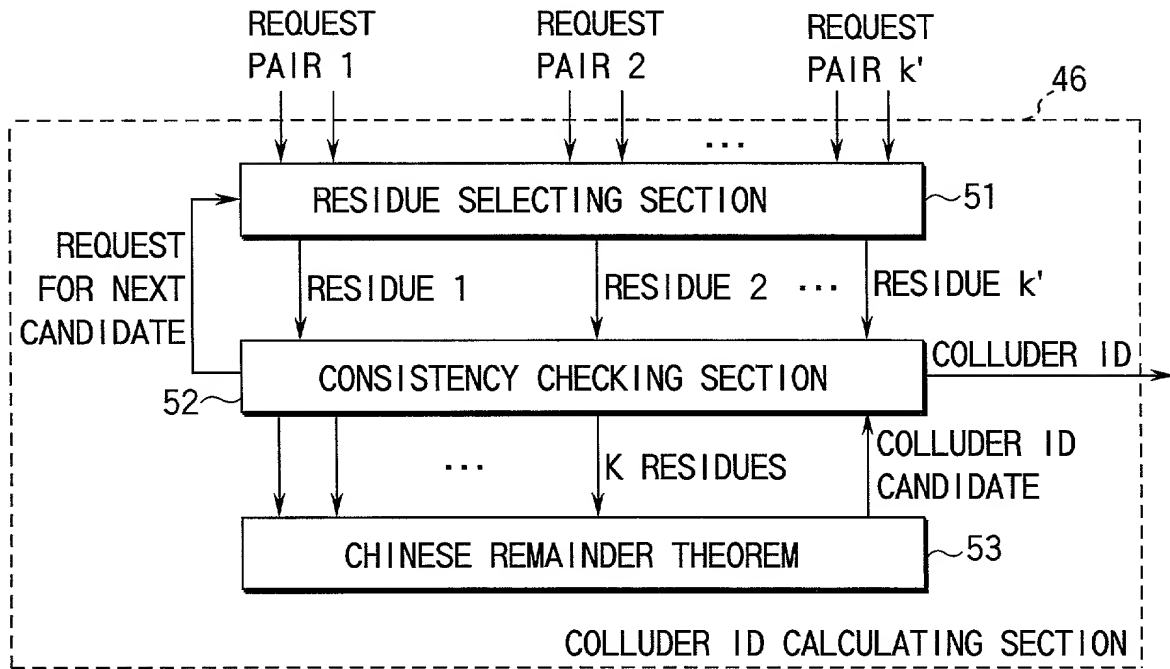 REQUEST
PAIR 1
REQUEST
PAIR 2
REQUEST
PAIR k'
46
...
RESIDUE SELECTING SECTION
51
REQUEST
FOR NEXT
CANDIDATE
RESIDUE 1
RESIDUE 2
...
RESIDUE k'
CONSISTENCY CHECKING SECTION
52
COLLUDER ID
...
K RESIDUES
COLLUDER ID
CANDIDATE
CHINESE REMAINDER THEOREM
53
COLLUDER ID CALCULATING SECTION